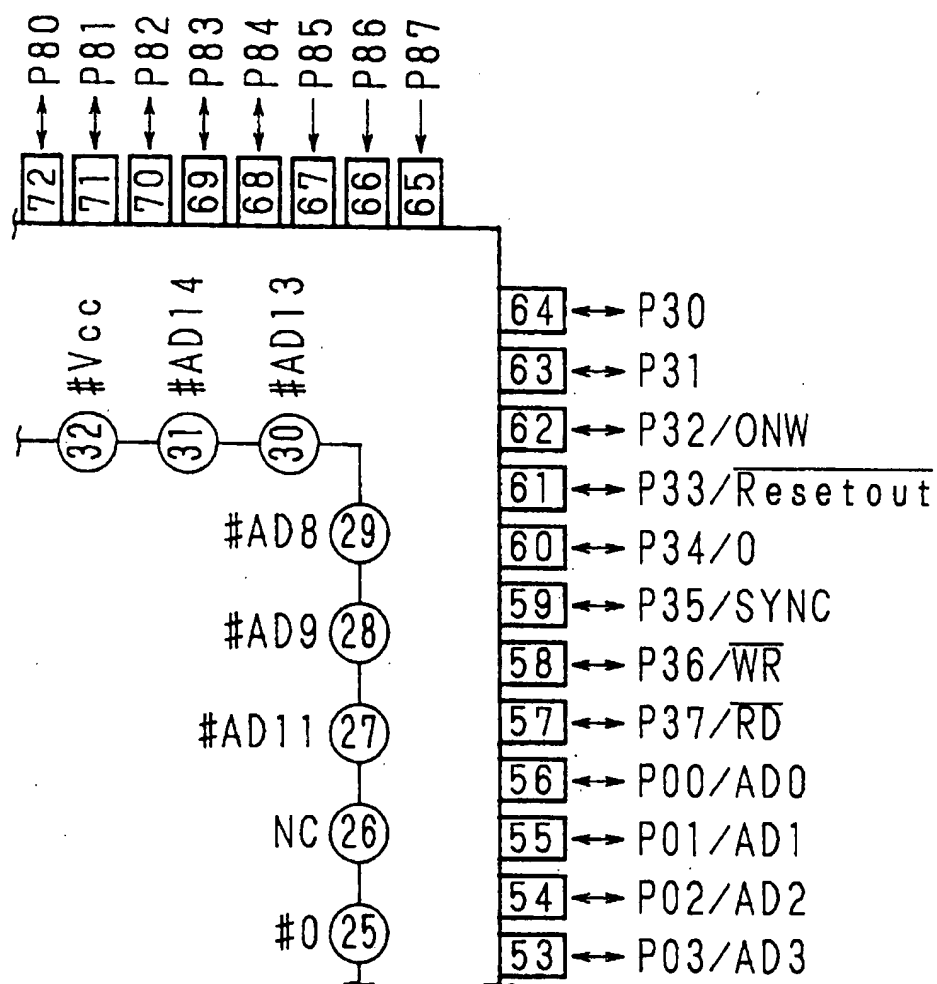 P80 P81 P82 P83 P84 P85 P86 P87
72 71 70 69 68 67 66 65
64 P30
63 P31
62 P32/ONW
61 P33/Resetout
60 P34/0
59 P35/SYNC
58 P36/WR
57 P37/RD
56 P00/AD0
55 P01/AD1
54 P02/AD2
53 P03/AD3
#Vcc #AD14 #AD13
32 31 30
#AD8 29
#AD9 28
#AD11 27
NC 26
#0 25